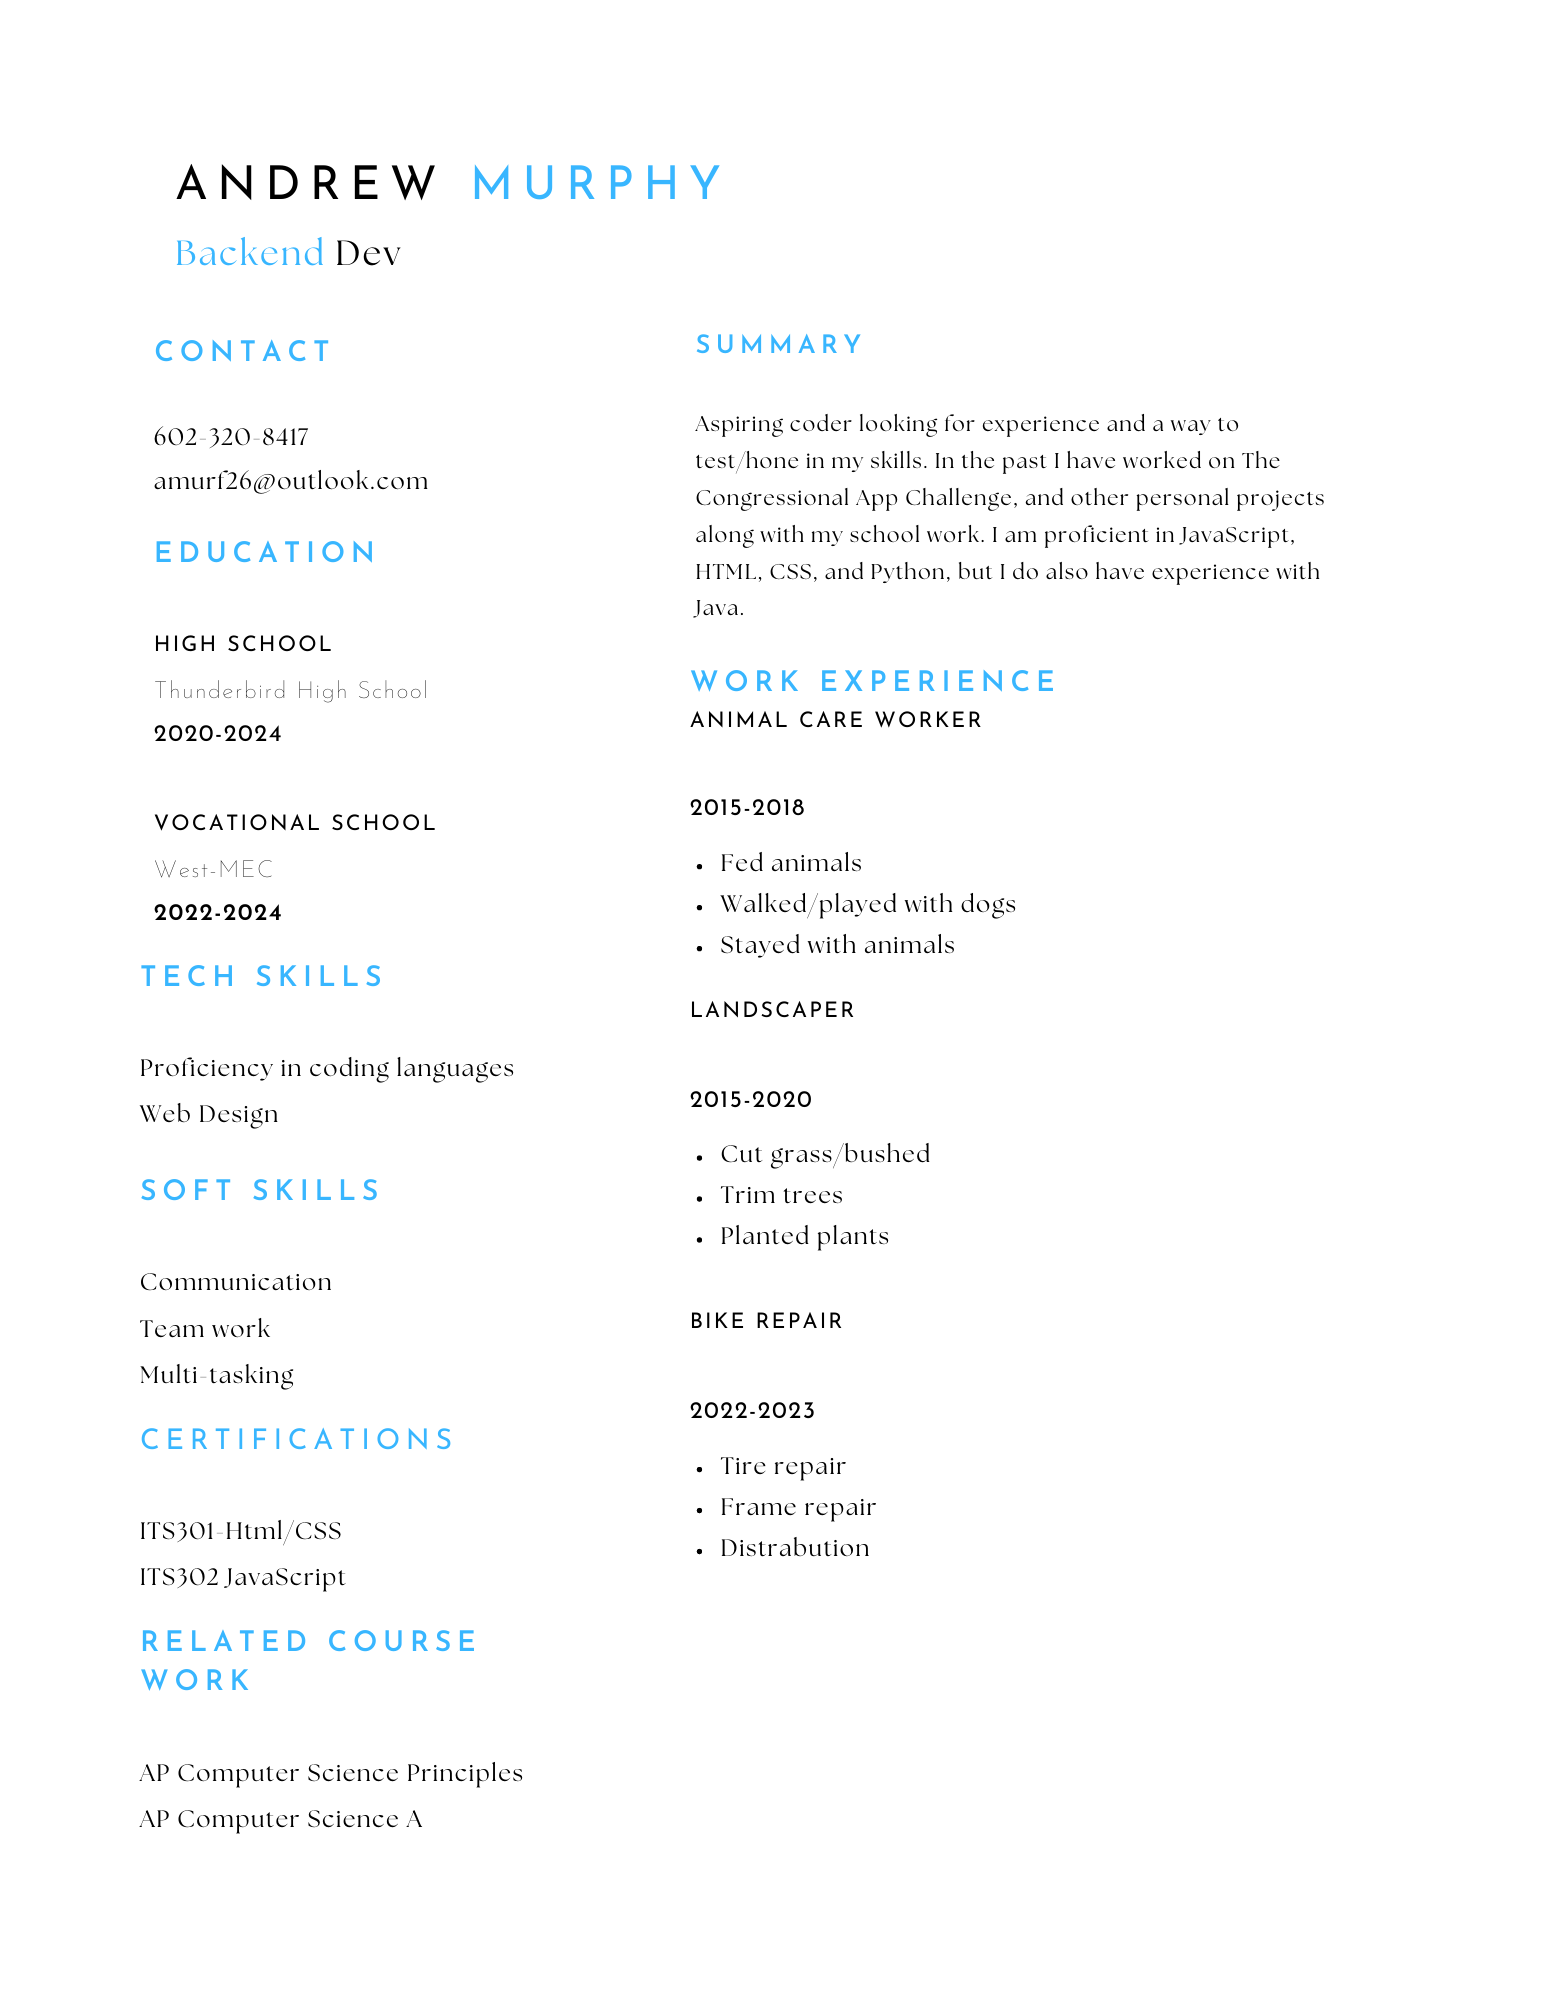 ANDREW MURPHY
Backend Dev
CONTACT
602-320-8417
amurf26@outlook.com
EDUCATION
HIGH SCHOOL
Thunderbird High School
2020-2024
VOCATIONAL SCHOOL
West-MEC
2022-2024
TECH SKILLS
Proficiency in coding languages
Web Design
SOFT SKILLS
Communication
Team work
Multi-tasking
CERTIFICATIONS
ITS301-Html/CSS
ITS302 JavaScript
RELATED COURSE
WORK
AP Computer Science Principles
AP Computer Science A
SUMMARY
Aspiring coder looking for experience and a way to
test/hone in my skills. In the past I have worked on The
Congressional App Challenge, and other personal projects
along with my school work. I am proficient in JavaScript,
HTML, CSS, and Python, but I do also have experience with
Java.
WORK EXPERIENCE
ANIMAL CARE WORKER
2015-2018
• Fed animals
• Walked/played with dogs
• Stayed with animals
LANDSCAPER
2015-2020
• Cut grass/bushed
• Trim trees
• Planted plants
BIKE REPAIR
2022-2023
• Tire repair
• Frame repair
• Distrabution